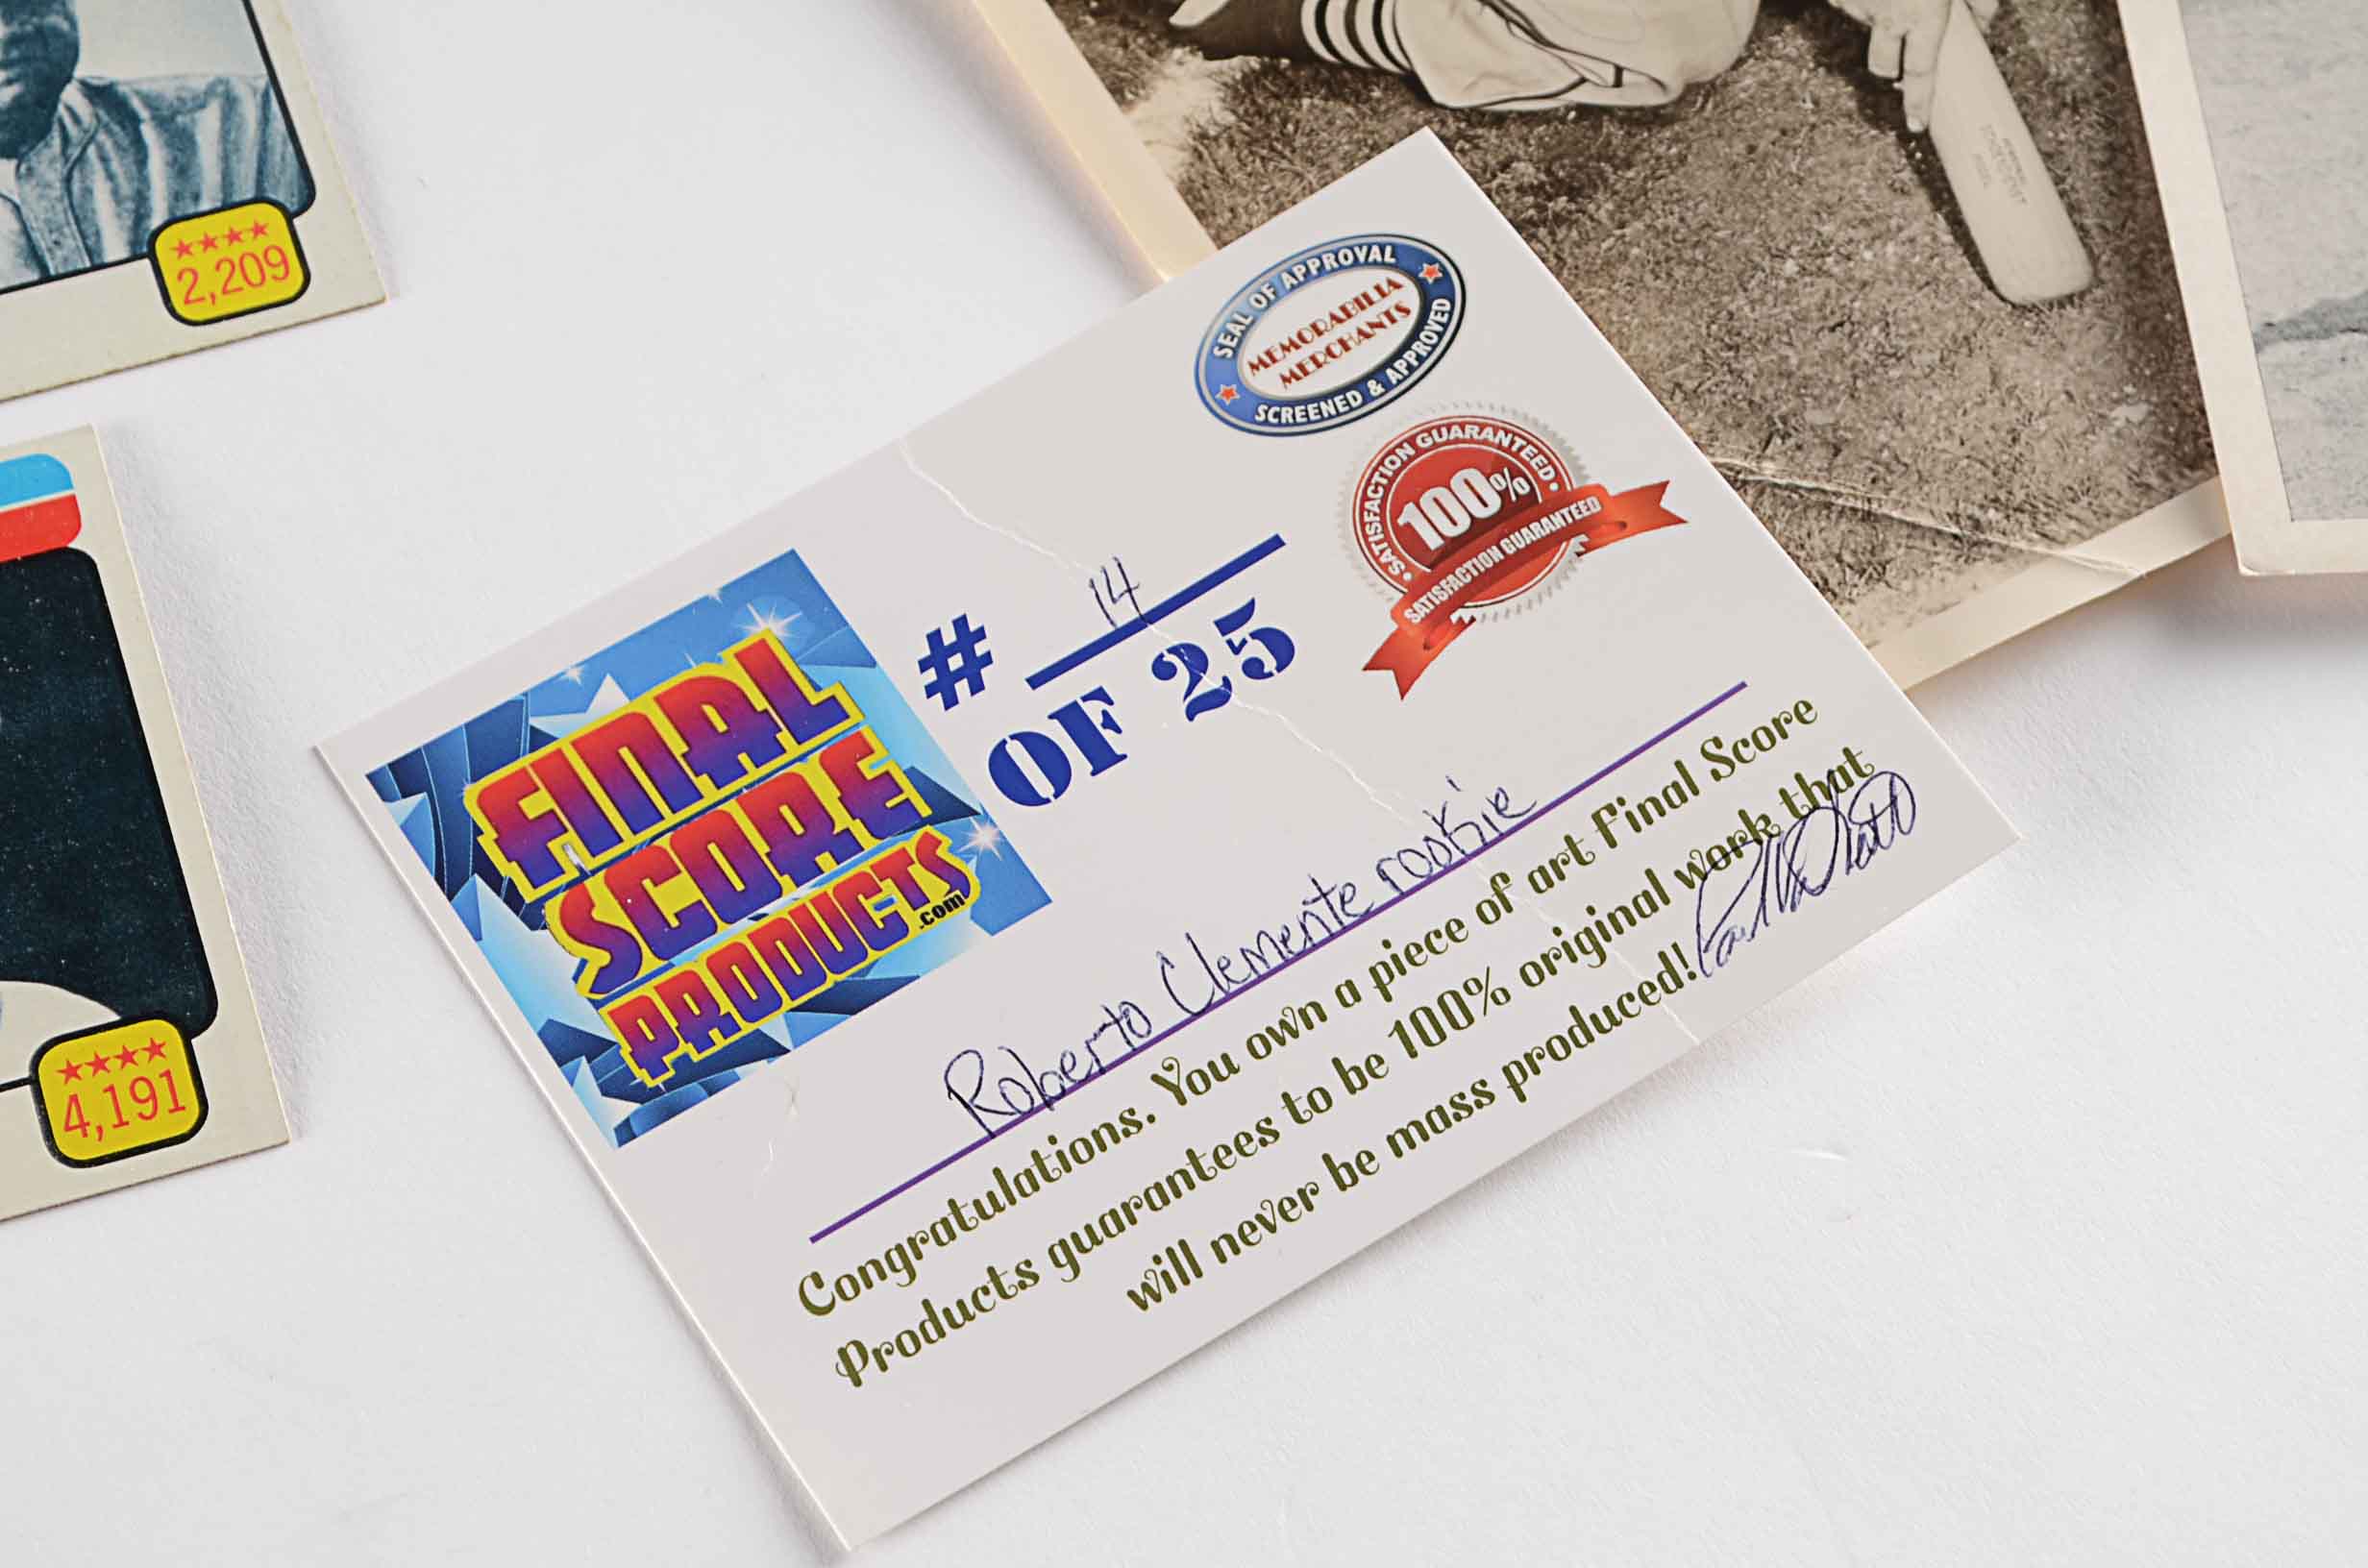 ★★★★
2,209
★★★★
4,191
SEAL OF APPROVAL
MEMORABILIA
MERCHANTS
SCREENED & APPROVED
• SATISFACTION GUARANTEED •
100%
SATISFACTION GUARANTEED
# 14
OF 25
FINAL
SCORE
PRODUCTS
.com
Roberto Clemente rookie
Congratulations. You own a piece of art Final Score
Products guarantees to be 100% original work that
will never be mass produced!